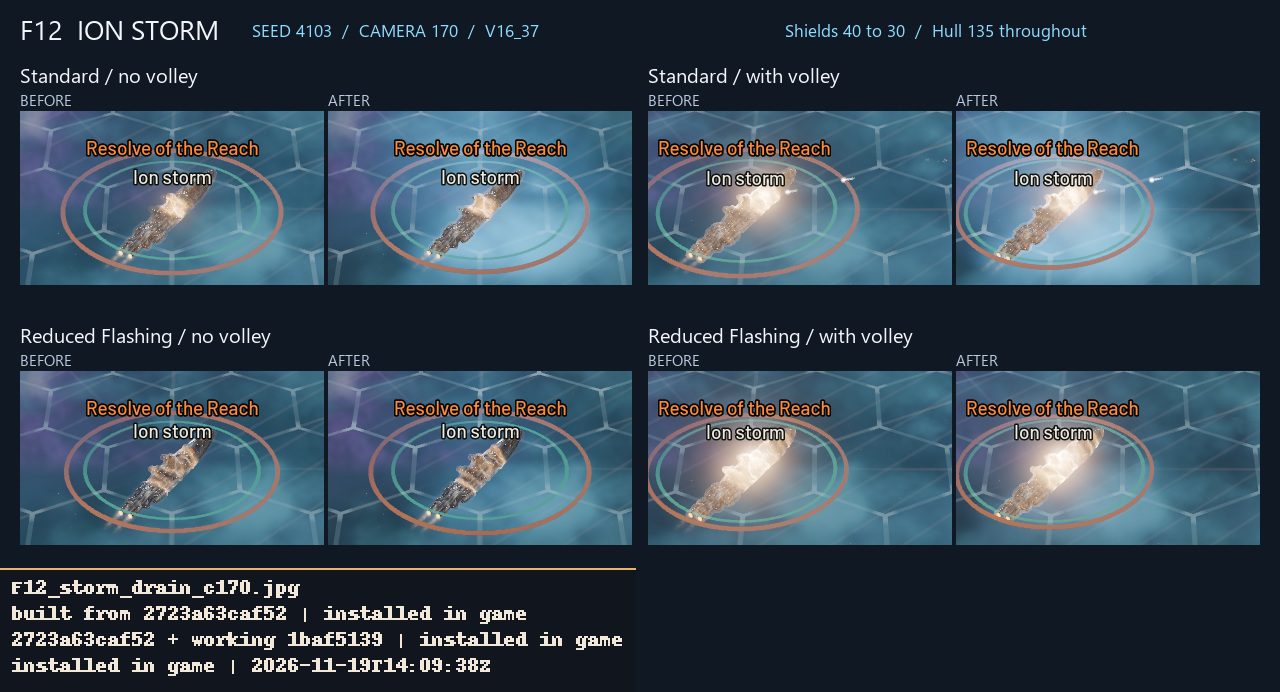 F12 ION STORM SEED 4103 / CAMERA 170 / V16_37 Shields 40 to 30 / Hull 135 throughout
Standard / no volley
BEFORE AFTER
Resolve of the Reach
Ion storm
Resolve of the Reach
Ion storm
Standard / with volley
BEFORE AFTER
Resolve of the Reach
Ion storm
Resolve of the Reach
Ion storm
Reduced Flashing / no volley
BEFORE AFTER
Resolve of the Reach
Ion storm
Resolve of the Reach
Ion storm
Reduced Flashing / with volley
BEFORE AFTER
Resolve of the Reach
Ion storm
Resolve of the Reach
Ion storm
F12_storm_drain_c170.jpg
built from 2723a63caf52 | installed in game
2723a63caf52 + working 1baf5139 | installed in game
installed in game | 2026-11-19T14:09:38Z